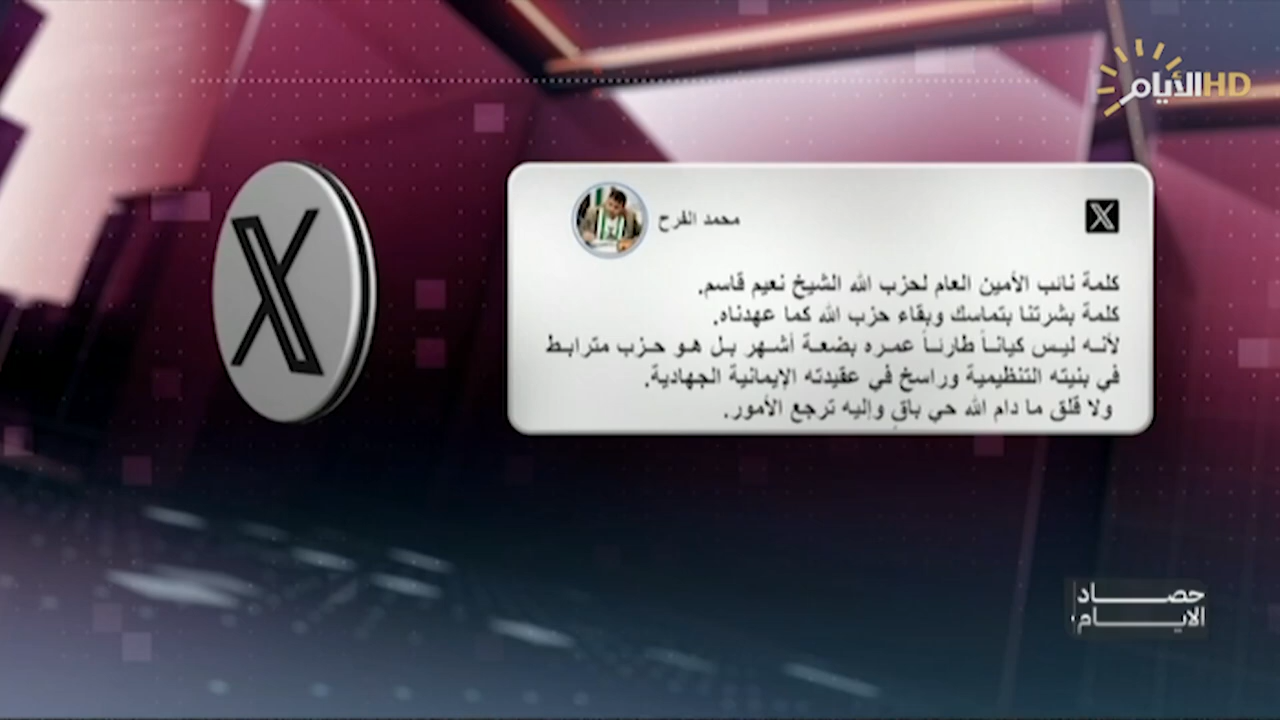 الأيام HD
محمد الفرح
كلمة نائب الأمين العام لحزب الله الشيخ نعيم قاسم.
كلمة بشرتنا بتماسك وبقاء حزب الله كما عهدناه.
لأنه ليس كياناً طارئاً عمره بضعة أشهر بل هو حزب مترابط
في بنيته التنظيمية وراسخ في عقيدته الإيمانية الجهادية.
ولا قلق ما دام الله حي باقٍ وإليه ترجع الأمور.
حصاد
الايام